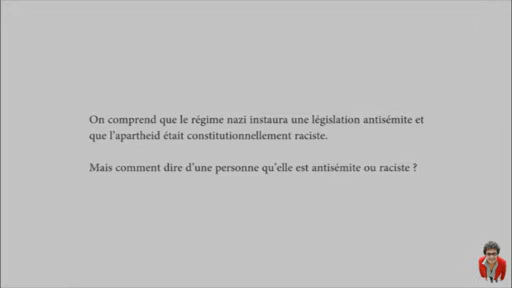 On comprend que le régime nazi instaura une législation antisémite et
que l'apartheid était constitutionnellement raciste.
Mais comment dire d'une personne qu'elle est antisémite ou raciste ?